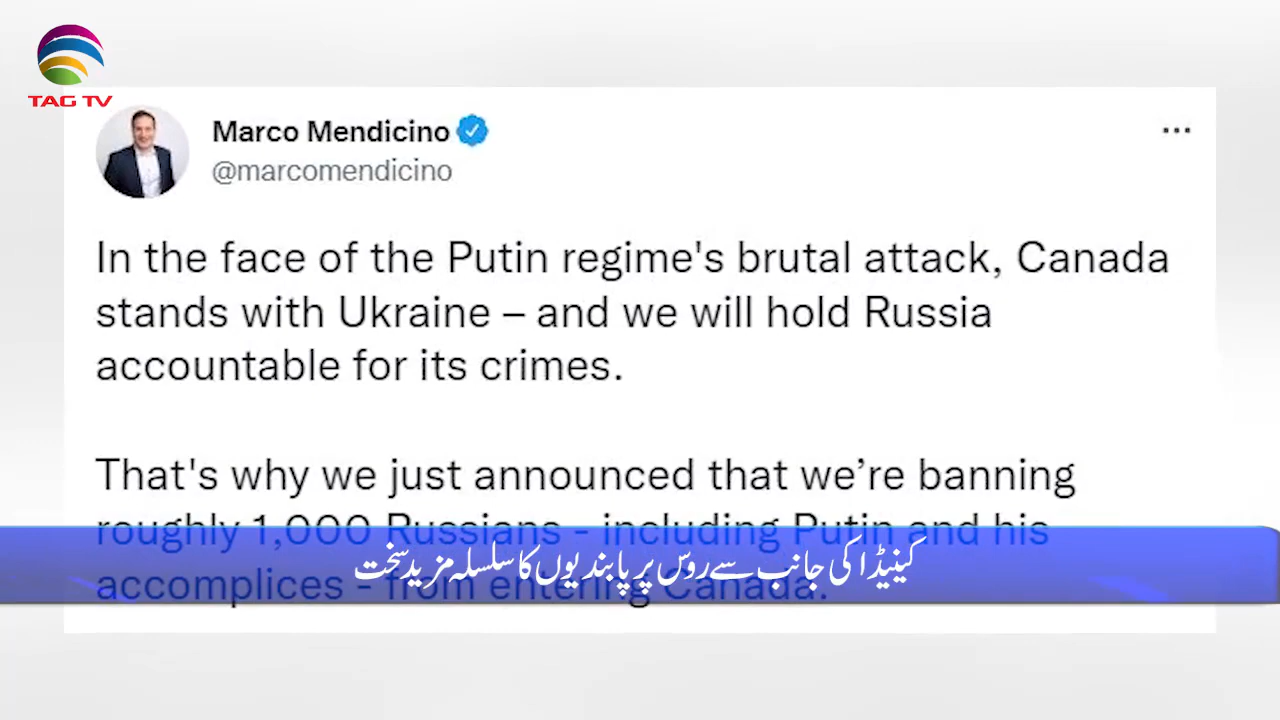 TAG TV
Marco Mendicino
@marcomendicino
In the face of the Putin regime's brutal attack, Canada
stands with Ukraine – and we will hold Russia
accountable for its crimes.
That's why we just announced that we’re banning
roughly 1,000 Russians - including Putin and his
accomplices - from entering Canada.
کینیڈا کی جانب سے روس پر پابندیوں کا سلسلہ مزید سخت